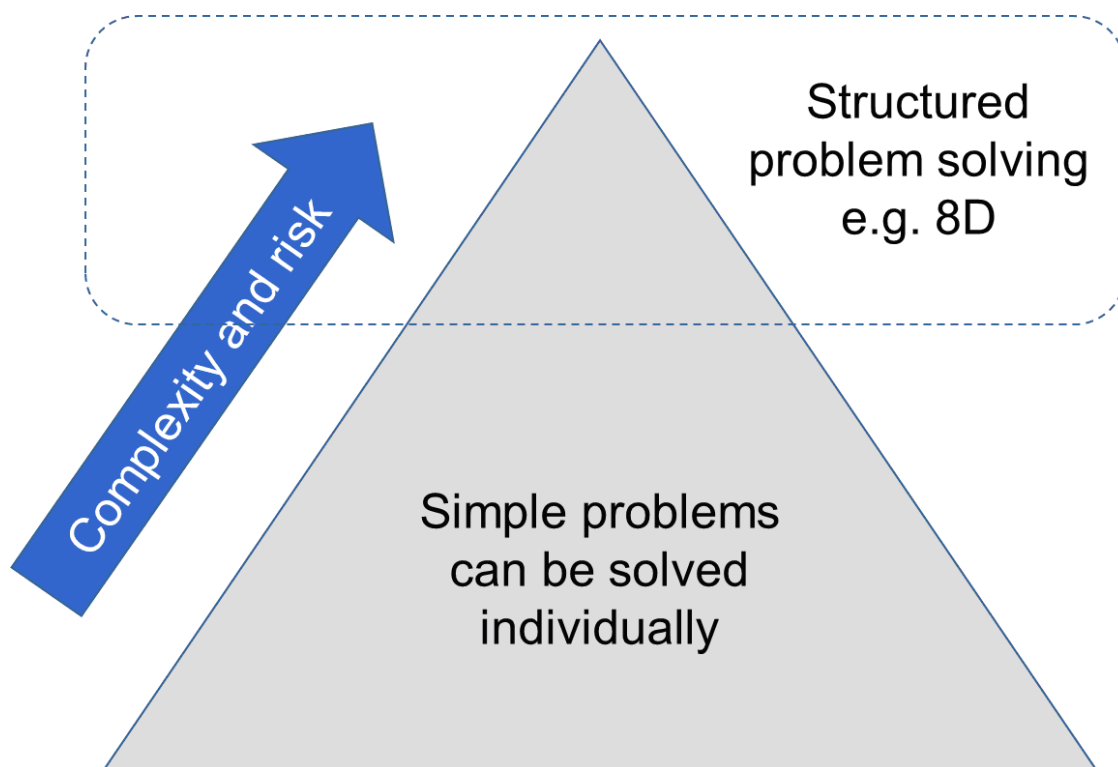 Structured
problem solving
e.g. 8D
Complexity and risk
Simple problems
can be solved
individually